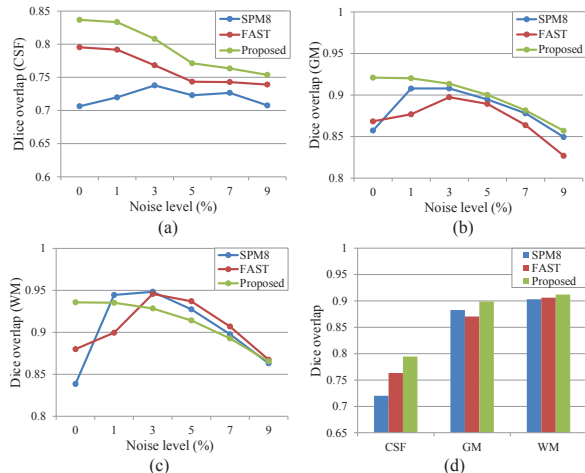 0.85
0.8
0.75
0.7
0.65
0.6
DIice overlap (CSF)
SPM8
FAST
Proposed
0 1 3 5 7 9
Noise level (%)
(a)
1
0.95
0.9
0.85
0.8
Dice overlap (GM)
SPM8
FAST
Proposed
0 1 3 5 7 9
Noise level (%)
(b)
1
0.95
0.9
0.85
0.8
Dice overlap (WM)
SPM8
FAST
Proposed
0 1 3 5 7 9
Noise level (%)
(c)
1
0.95
0.9
0.85
0.8
0.75
0.7
0.65
Dice overlap
SPM8
FAST
Proposed
CSF GM WM
(d)